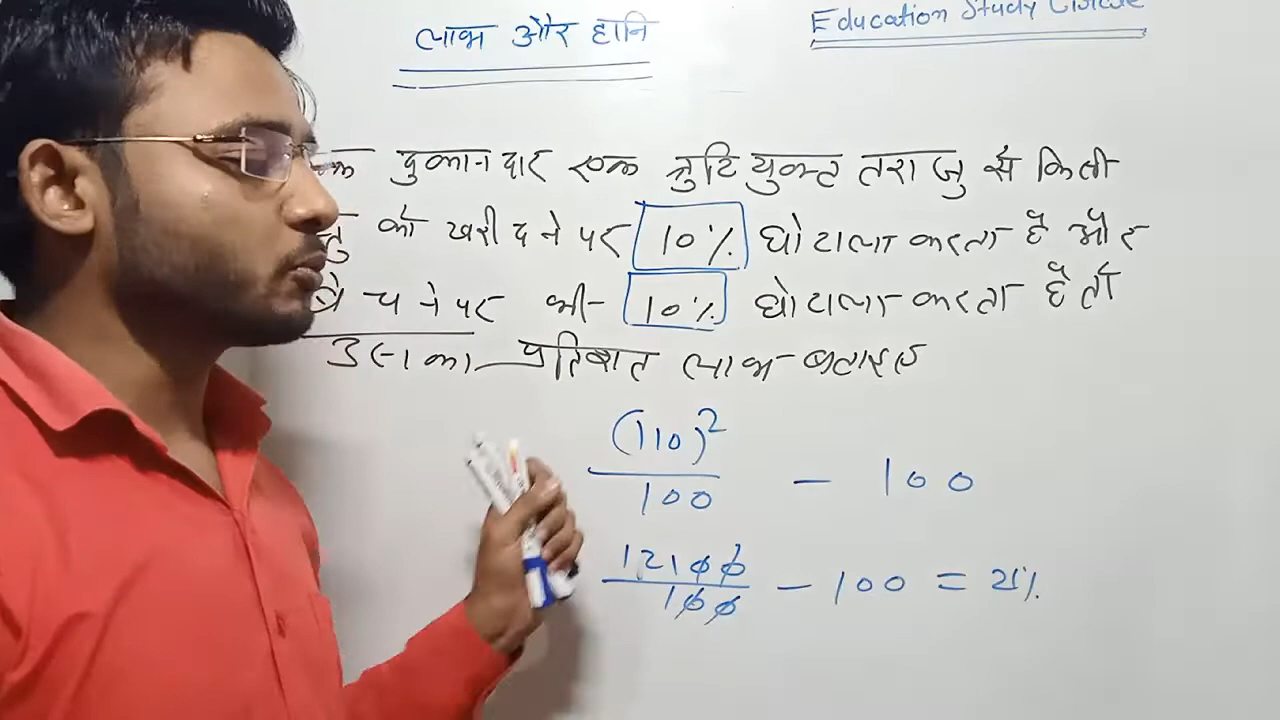 लाभ और हानि
Education Study
दुकानदार एक त्रुटियुक्त तराजु से किसी
को खरीदने पर 10% घोटाला करता है और
बेचने पर भी 10% घोटाला करता है तो
उसका प्रतिशत लाभ बताइए
(110)²
100
- 100
12100
100
- 100 = 21%